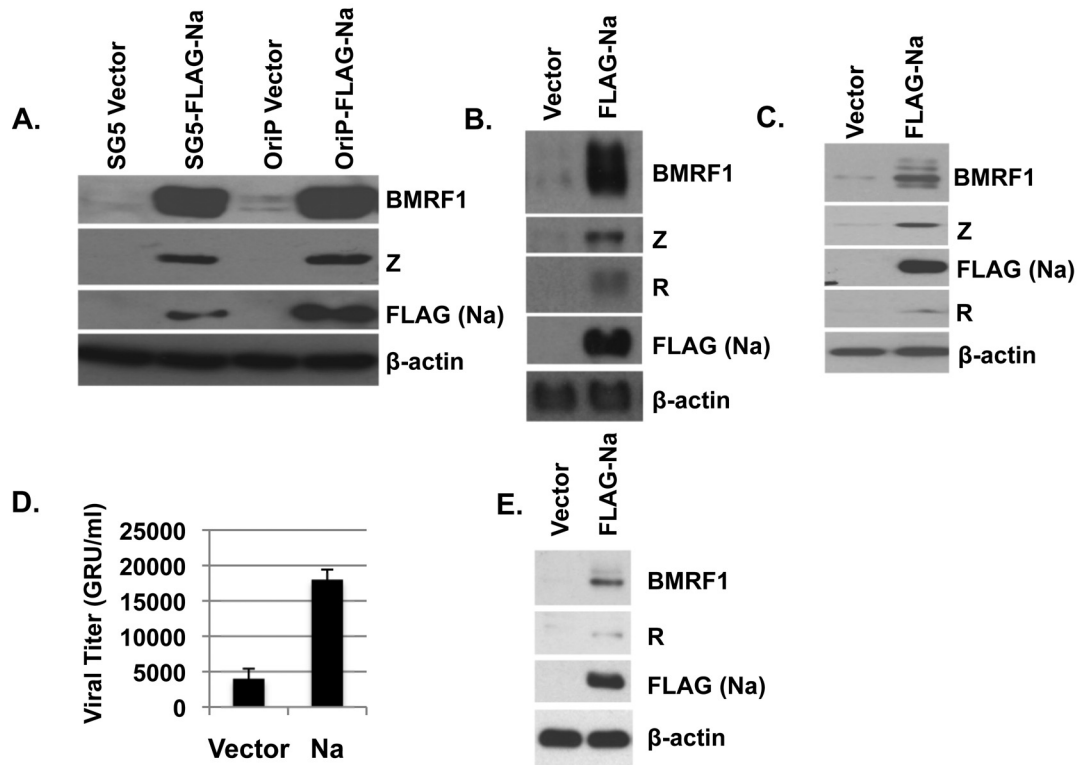 A.
SG5 Vector
SG5-FLAG-Na
OriP Vector
OriP-FLAG-Na
BMRF1
Z
FLAG (Na)
β-actin
B.
Vector
FLAG-Na
BMRF1
Z
R
FLAG (Na)
β-actin
C.
Vector
FLAG-Na
BMRF1
Z
FLAG (Na)
R
β-actin
D.
Viral Titer (GRU/ml)
25000
20000
15000
10000
5000
0
Vector Na
E.
Vector
FLAG-Na
BMRF1
R
FLAG (Na)
β-actin